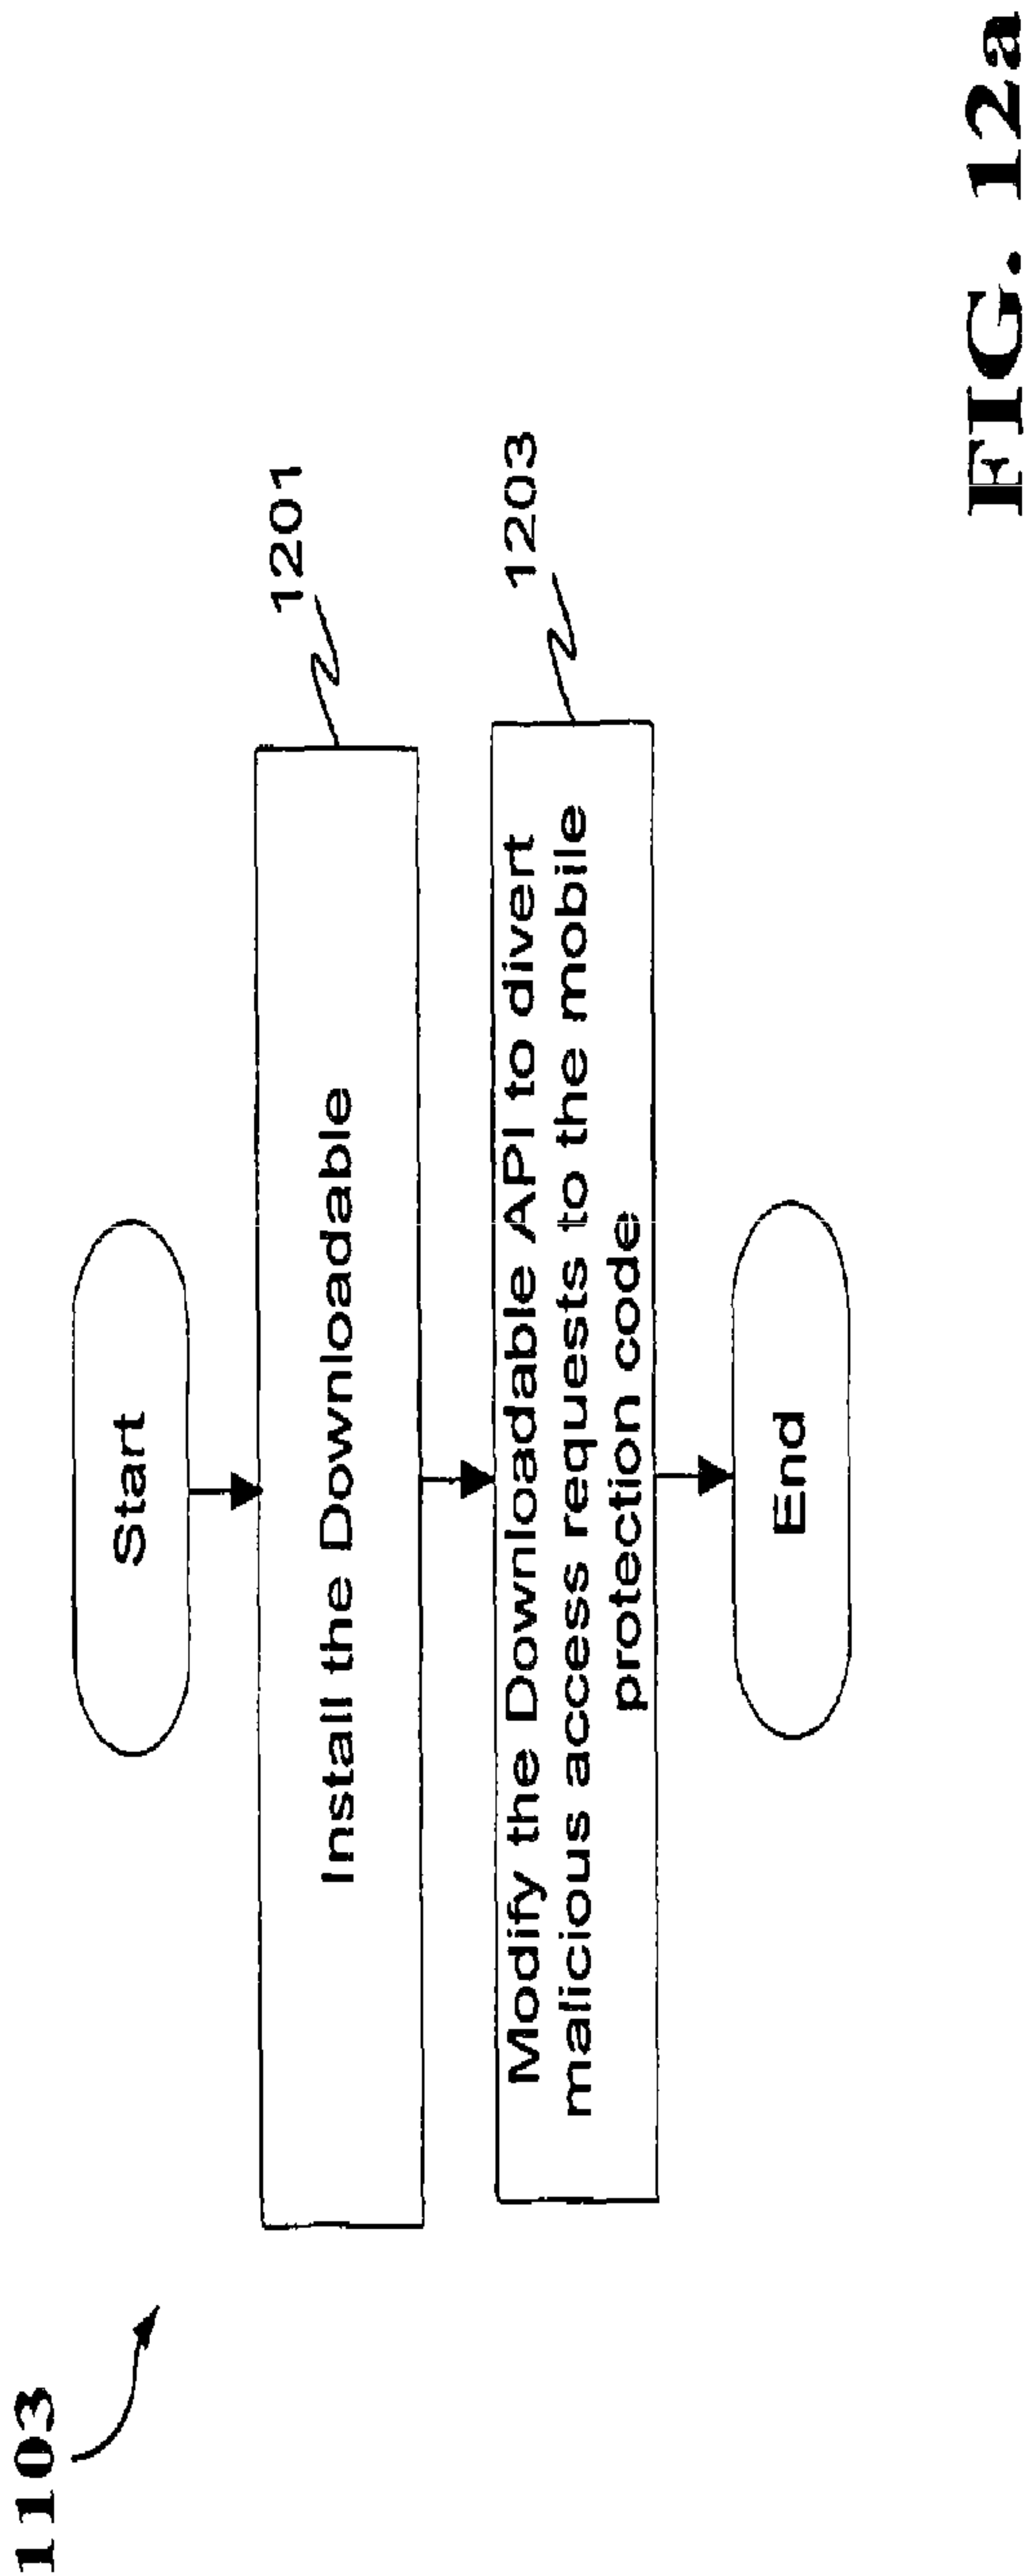 1103
Start
Install the Downloadable
1201
Modify the Downloadable API to divert
malicious access requests to the mobile
protection code
1203
End
FIG. 12a